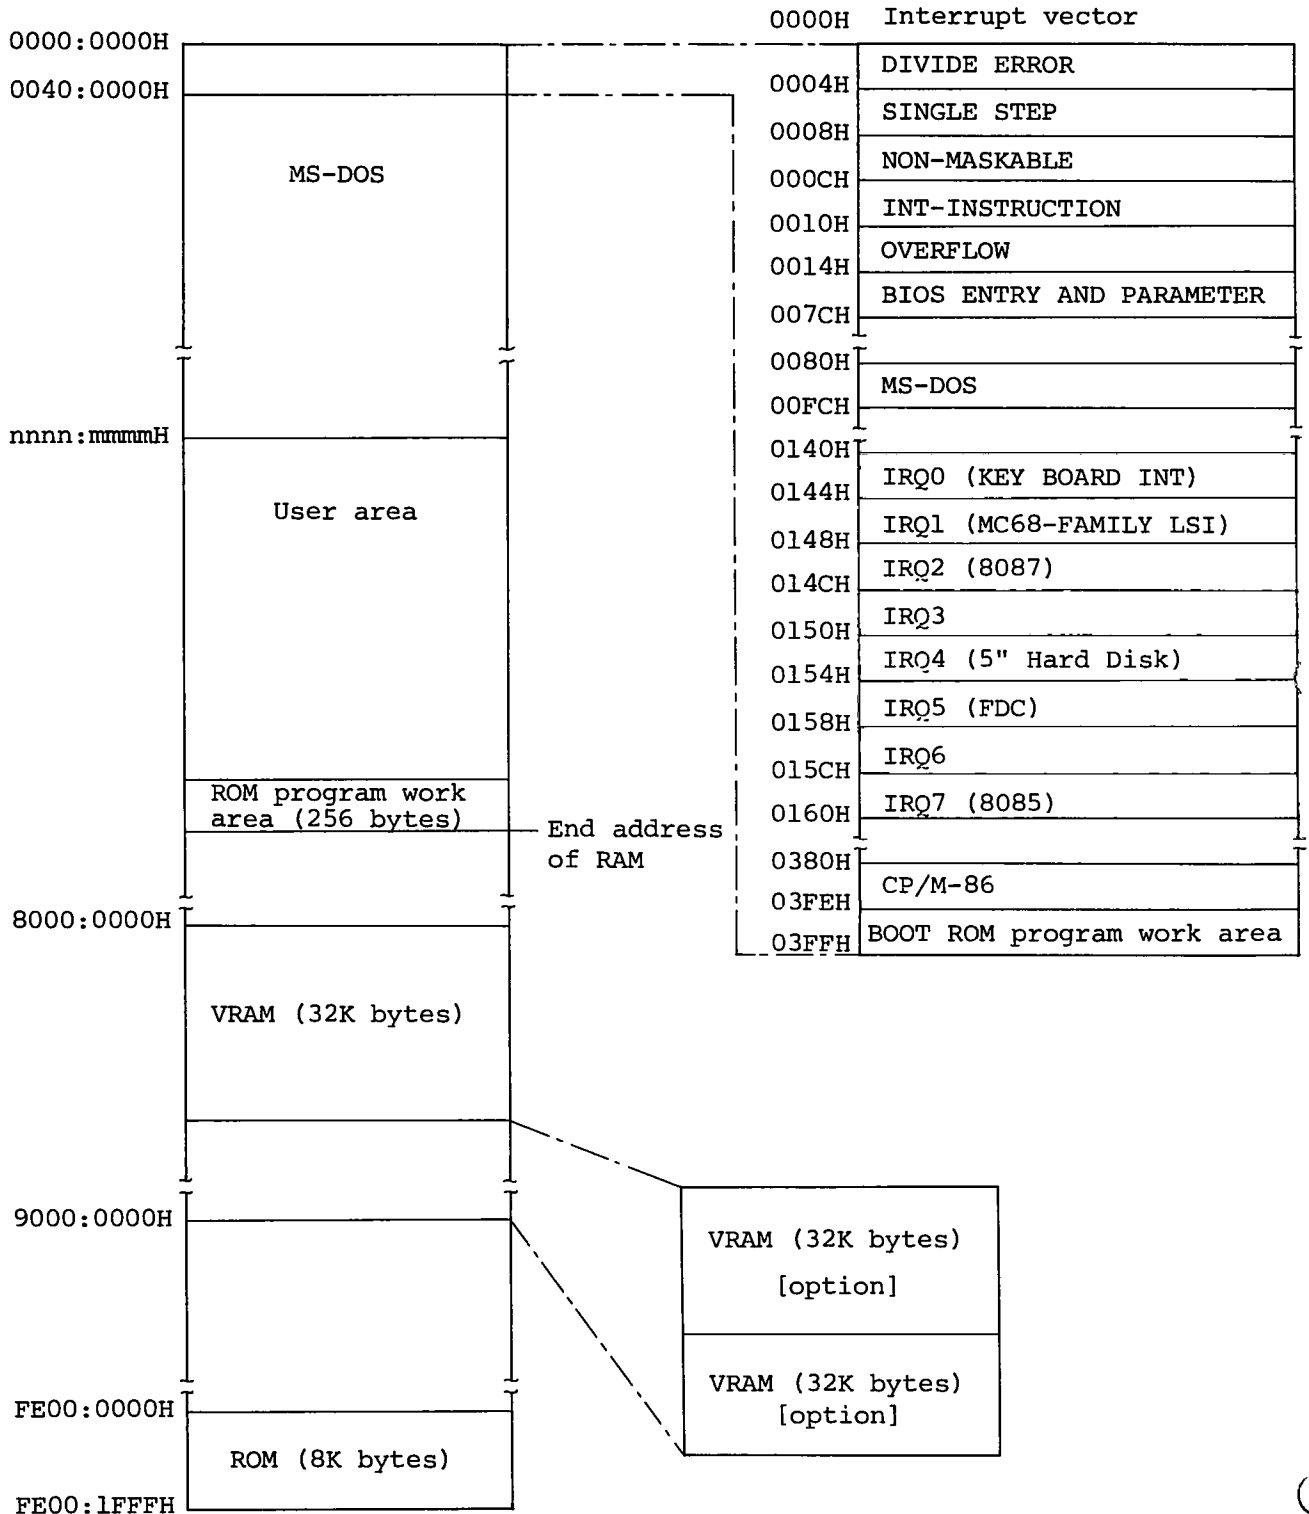 0000H Interrupt vector
0000:0000H
DIVIDE ERROR
0004H
0040:0000H
SINGLE STEP
0008H
NON-MASKABLE
MS-DOS
000CH
INT-INSTRUCTION
0010H
OVERFLOW
0014H
BIOS ENTRY AND PARAMETER
007CH
0080H
MS-DOS
00FCH
nnnn:mmmmH
0140H
IRQ0 (KEY BOARD INT)
0144H
User area
IRQ1 (MC68-FAMILY LSI)
0148H
IRQ2 (8087)
014CH
IRQ3
0150H
IRQ4 (5" Hard Disk)
0154H
IRQ5 (FDC)
0158H
IRQ6
015CH
ROM program work
area (256 bytes)
IRQ7 (8085)
0160H
End address
of RAM
0380H
CP/M-86
03FEH
8000:0000H
BOOT ROM program work area
03FFH
VRAM (32K bytes)
9000:0000H
VRAM (32K bytes)
[option]
VRAM (32K bytes)
[option]
FE00:0000H
ROM (8K bytes)
FE00:1FFFH